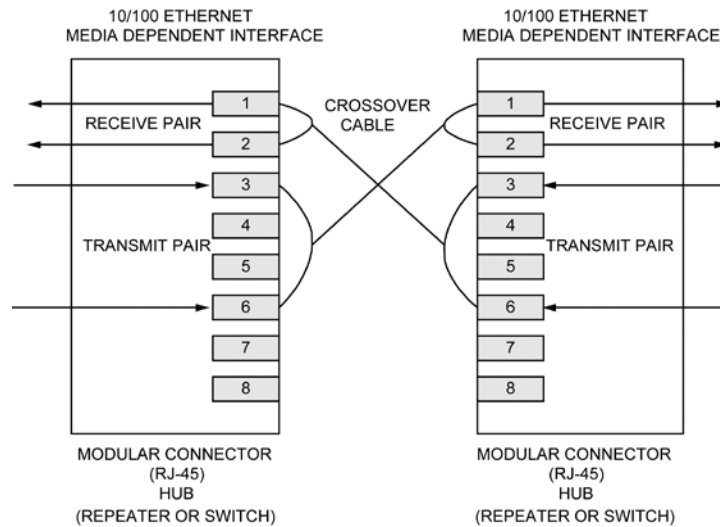 10/100 ETHERNET
MEDIA DEPENDENT INTERFACE
10/100 ETHERNET
MEDIA DEPENDENT INTERFACE
1
RECEIVE PAIR
2
3
4
TRANSMIT PAIR
5
6
7
8
CROSSOVER
CABLE
1
RECEIVE PAIR
2
3
4
TRANSMIT PAIR
5
6
7
8
MODULAR CONNECTOR
(RJ-45)
HUB
(REPEATER OR SWITCH)
MODULAR CONNECTOR
(RJ-45)
HUB
(REPEATER OR SWITCH)